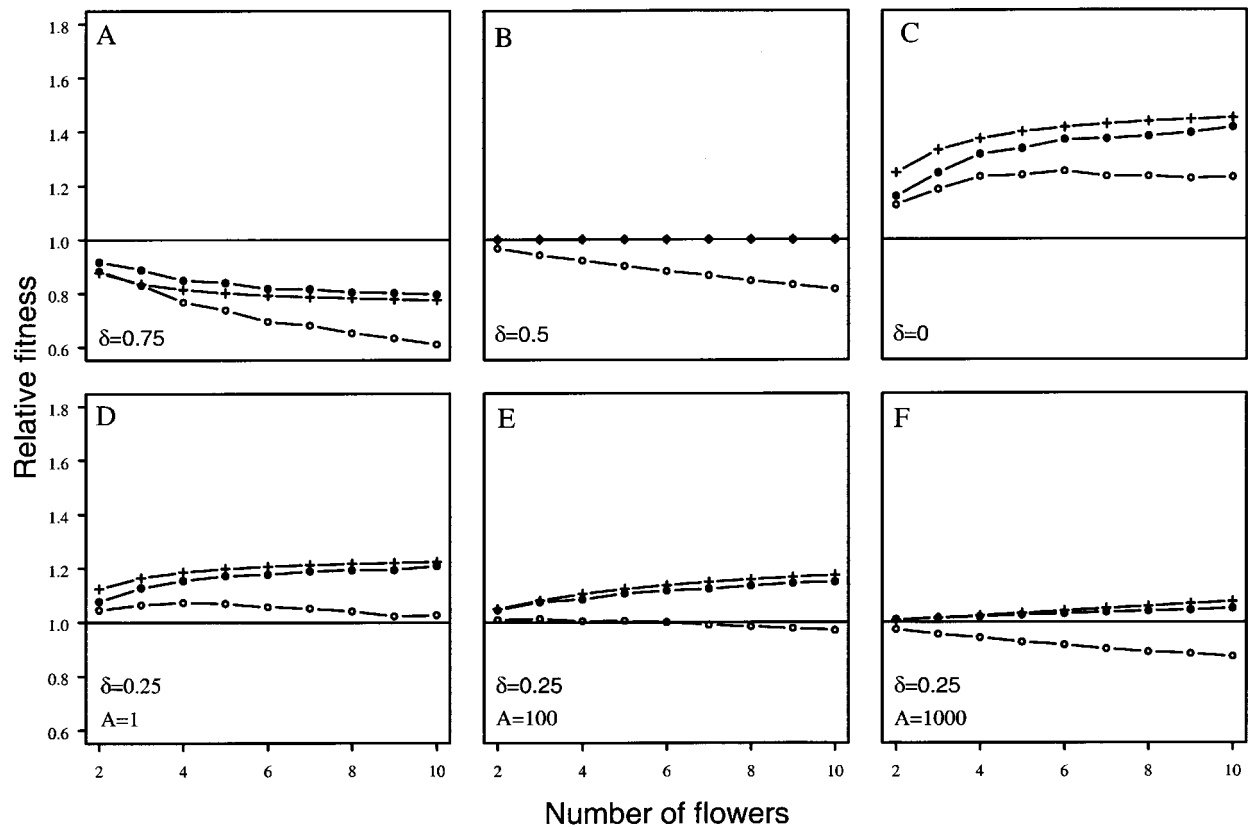 A
B
C
1.8
1.6
1.4
1.2
1.0
0.8
0.6
δ=0.75
δ=0.5
δ=0
Relative fitness
D
E
F
1.8
1.6
1.4
1.2
1.0
0.8
0.6
δ=0.25
A=1
δ=0.25
A=100
δ=0.25
A=1000
2 4 6 8 10
2 4 6 8 10
2 4 6 8 10
Number of flowers